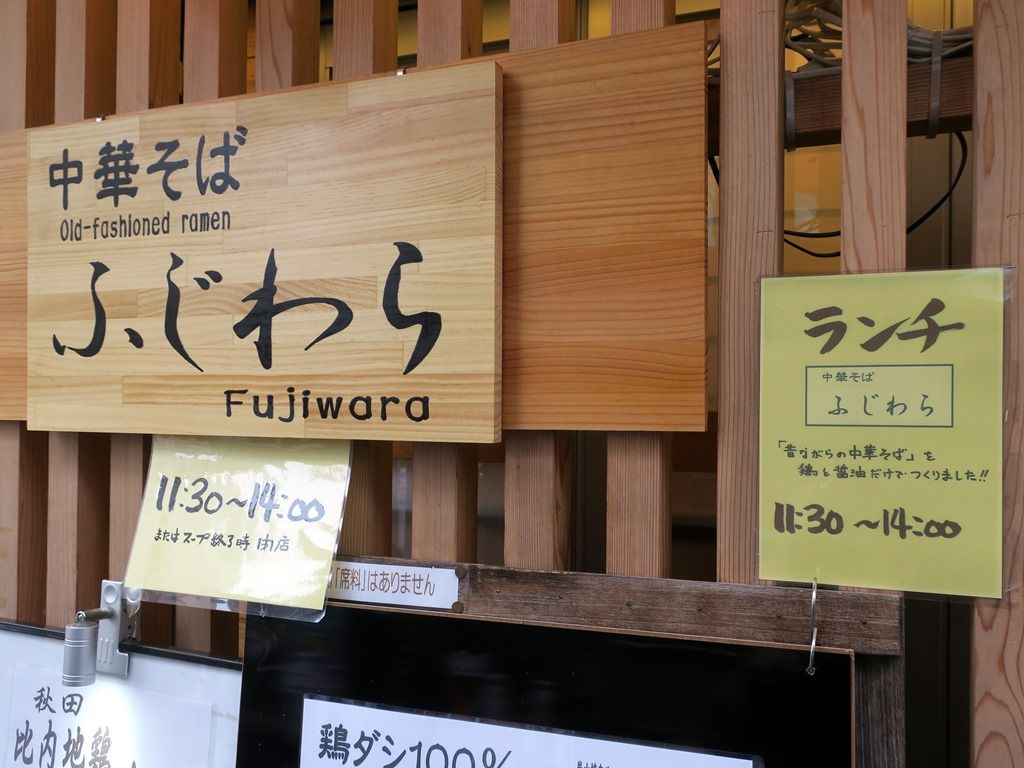 中華そば
Old-fashioned ramen
ふじわら
Fujiwara
ランチ
中華そば
ふじわら
「昔ながらの中華そば」を
鶏と醤油だけでつくりました!!
11:30~14:00
11:30~14:00
またはスープ終了時 閉店
「席料」はありません
秋田
比内地鶏
鶏ダシ100%